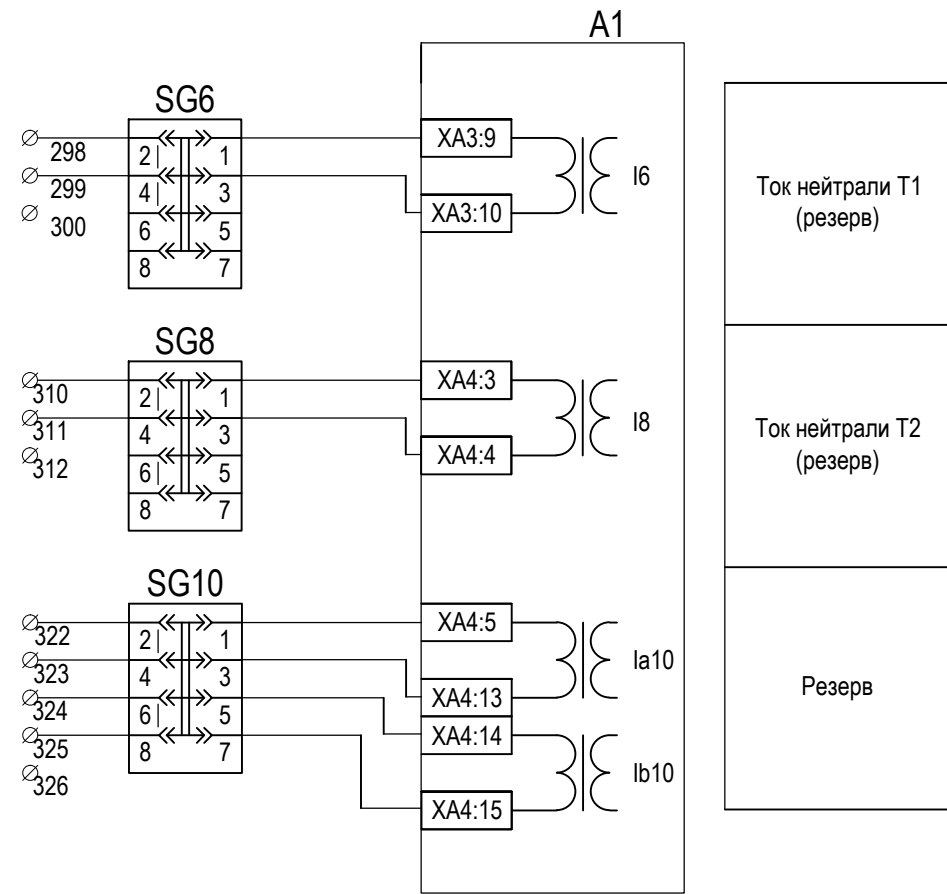 A1
SG6
298
299
300
2
1
4
3
6
5
8
7
XA3:9
XA3:10
I6
Ток нейтрали Т1
(резерв)
SG8
310
311
312
2
1
4
3
6
5
8
7
XA4:3
XA4:4
I8
Ток нейтрали Т2
(резерв)
SG10
322
323
324
325
326
2
1
4
3
6
5
8
7
XA4:5
XA4:13
XA4:14
XA4:15
Ia10
Ib10
Резерв